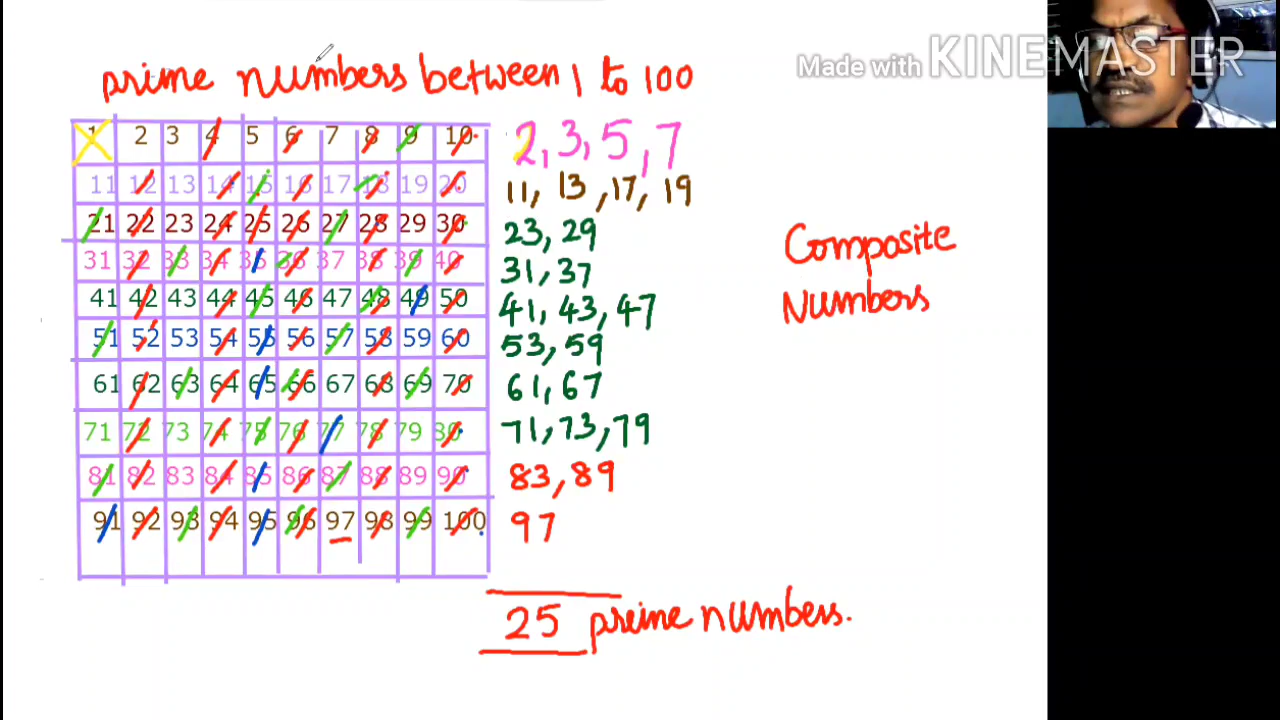 Made with KINEMASTER
prime numbers between 1 to 100
1 2 3 4 5 6 7 8 9 10
2, 3, 5, 7
11 12 13 14 15 16 17 18 19 20
11, 13, 17, 19
21 22 23 24 25 26 27 28 29 30
23, 29
31 32 33 34 35 36 37 38 39 40
31, 37
41 42 43 44 45 46 47 48 49 50
41, 43, 47
51 52 53 54 55 56 57 58 59 60
53, 59
61 62 63 64 65 66 67 68 69 70
61, 67
71 72 73 74 75 76 77 78 79 80
71, 73, 79
81 82 83 84 85 86 87 88 89 90
83, 89
91 92 93 94 95 96 97 98 99 100
97
Composite
Numbers
25 preime numbers.